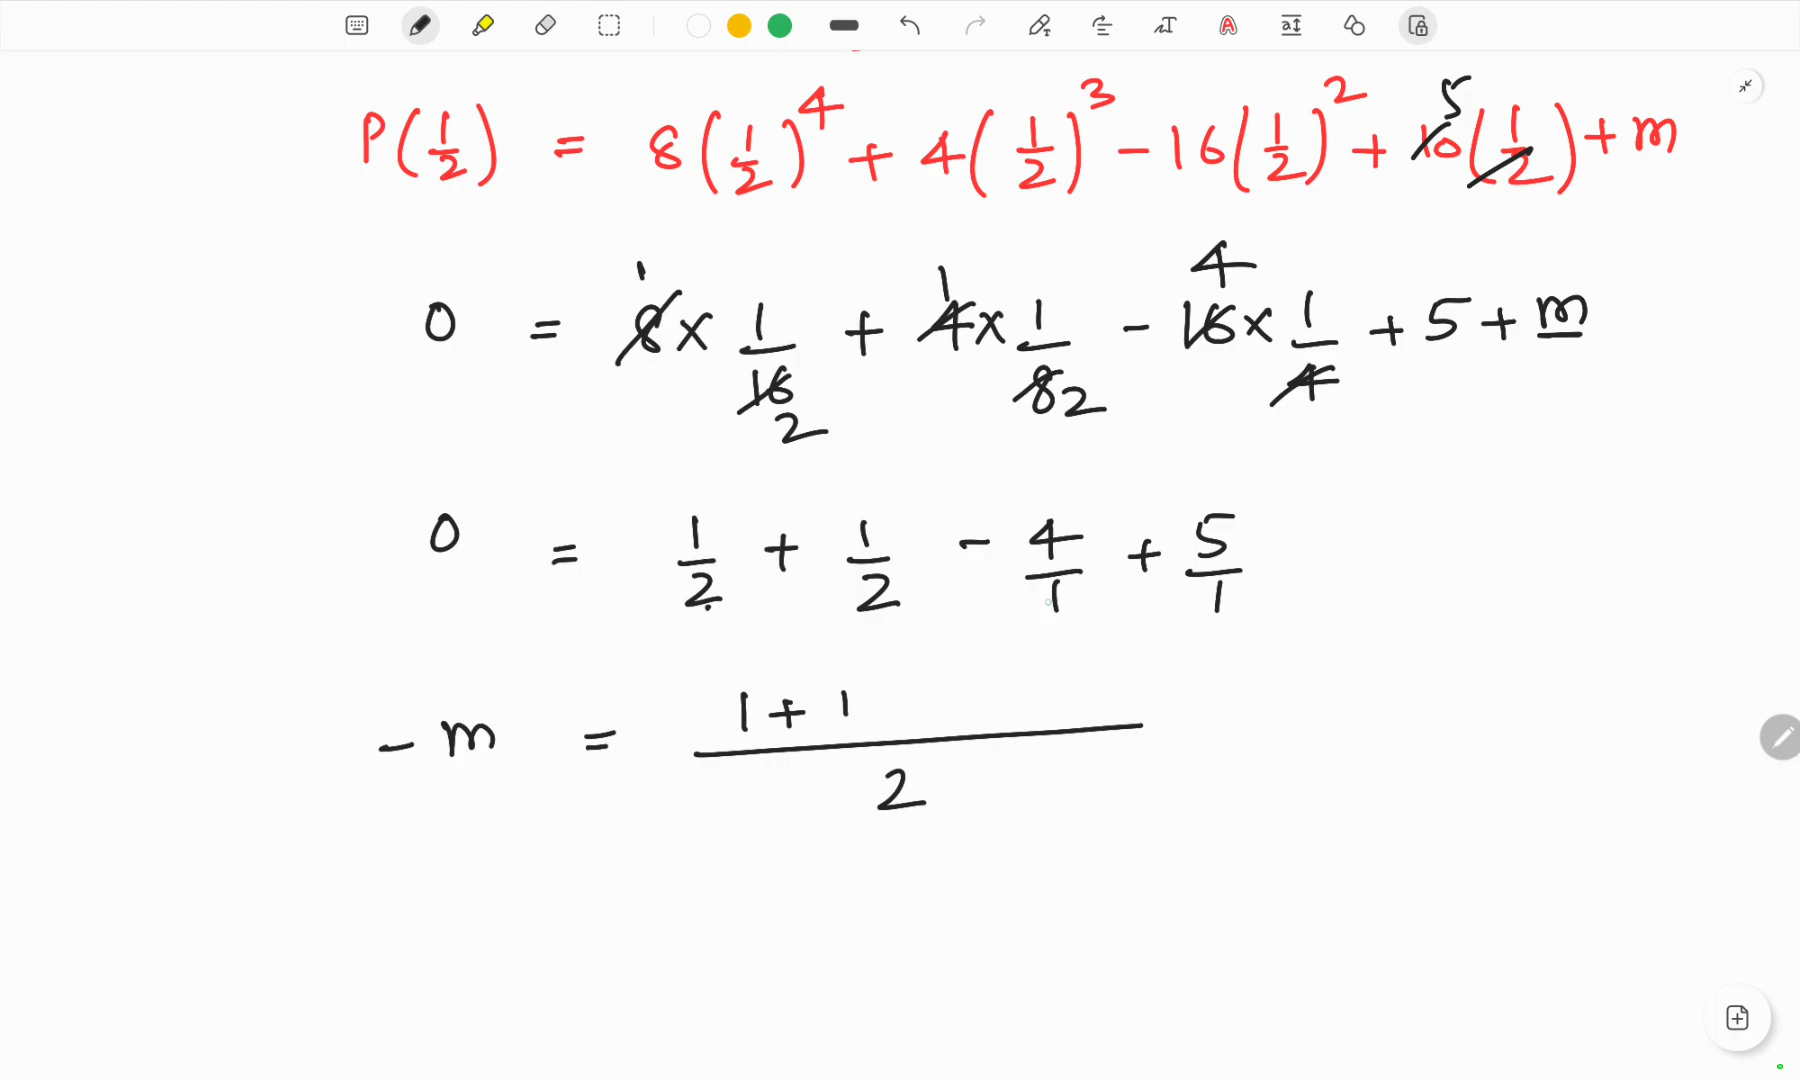 P(1/2) = 8(1/2)^4 + 4(1/2)^3 - 16(1/2)^2 + 10(1/2) + m
5
1 1 4
0 = 8 × 1/16 + 4 × 1/8 - 16 × 1/4 + 5 + m
2 2
0 = 1/2 + 1/2 - 4/1 + 5/1
- m = 1 + 1
2